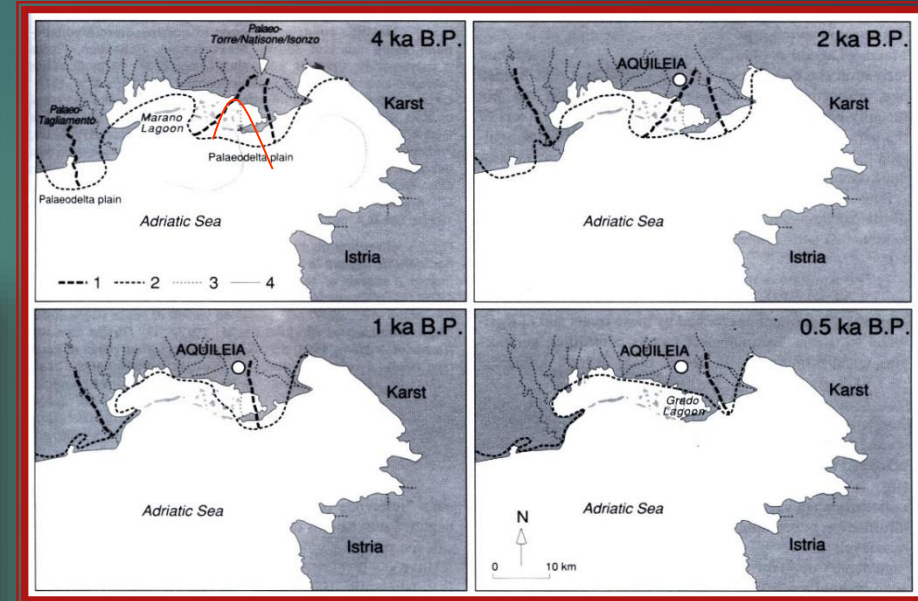 Palaeo-
Torre/Natisone/Isonzo
4 ka B.P.
Karst
Palaeo-
Tagliamento
Marano
Lagoon
Palaeodelta plain
Palaeodelta plain
Adriatic Sea
Istria
1 2 3 4
2 ka B.P.
AQUILEIA
Karst
Adriatic Sea
Istria
1 ka B.P.
AQUILEIA
Karst
Adriatic Sea
Istria
0.5 ka B.P.
AQUILEIA
Karst
Grado
Lagoon
Adriatic Sea
N
Istria
0 10 km